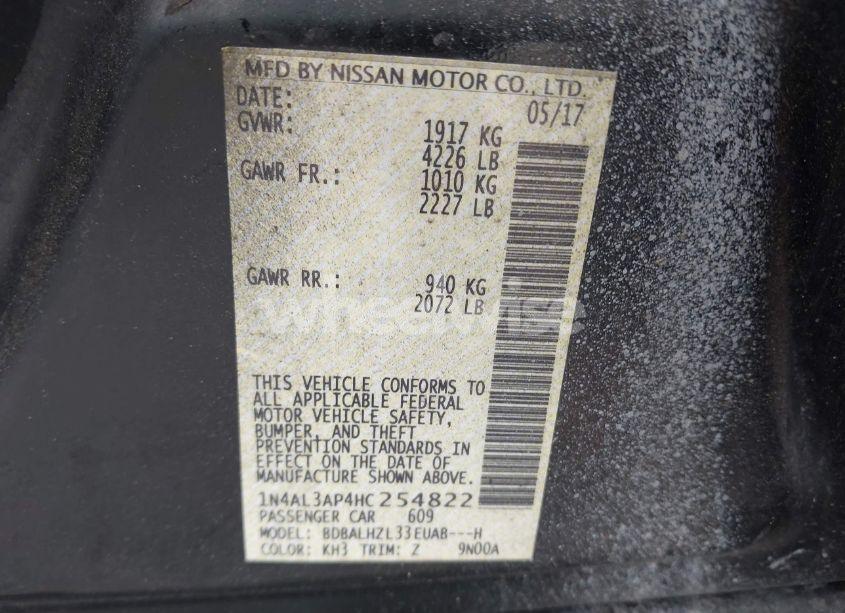 MFD BY NISSAN MOTOR CO., LTD.
DATE: 05/17
GVWR: 1917 KG
4226 LB
GAWR FR.: 1010 KG
2227 LB
GAWR RR.: 940 KG
2072 LB
wheelwise
THIS VEHICLE CONFORMS TO
ALL APPLICABLE FEDERAL
MOTOR VEHICLE SAFETY,
BUMPER, AND THEFT
PREVENTION STANDARDS IN
EFFECT ON THE DATE OF
MANUFACTURE SHOWN ABOVE.
1N4AL3AP4HC254822
PASSENGER CAR 609
MODEL: BDBALHZL33EUAB---H
COLOR: KH3 TRIM: Z 9N00A